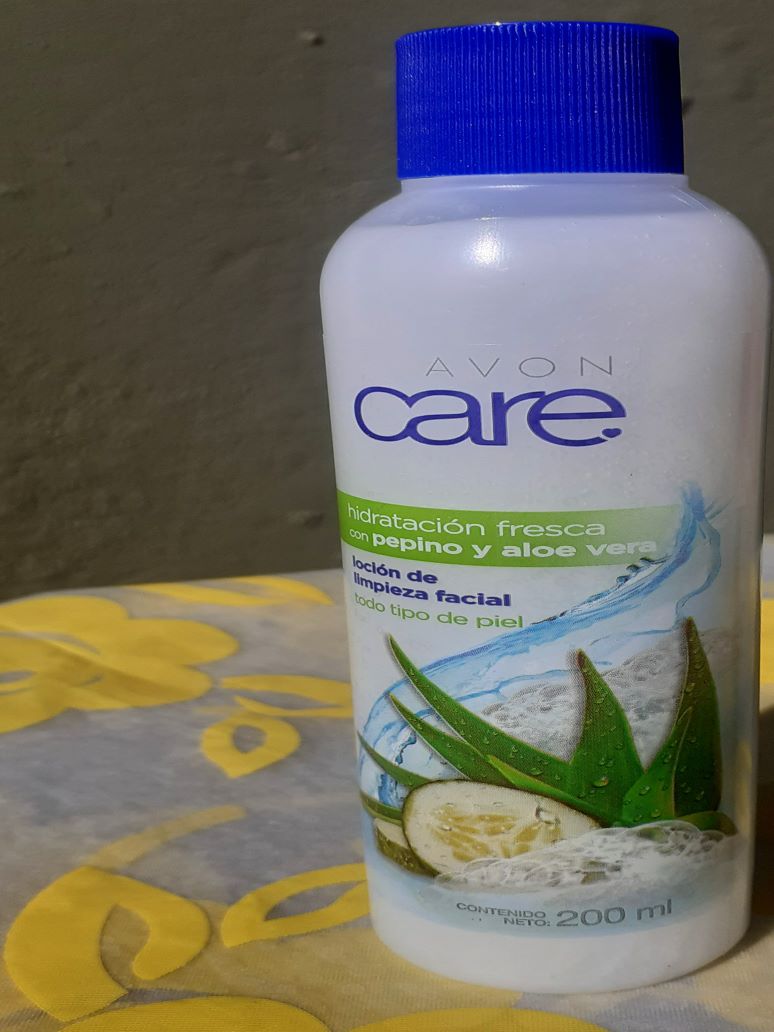 AVON
care
hidratación fresca
con pepino y aloe vera
loción de
limpieza facial
todo tipo de piel
CONTENIDO
NETO: 200 ml